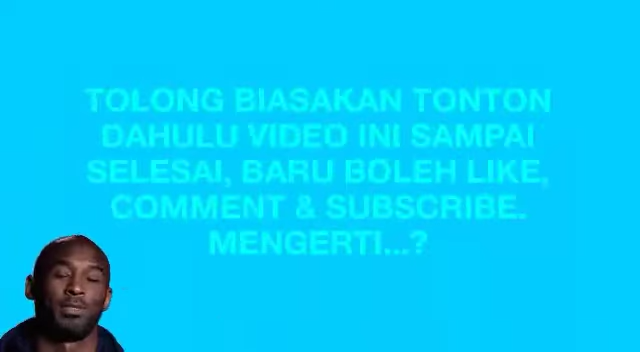 TOLONG BIASAKAN TONTON
DAHULU VIDEO INI SAMPAI
SELESAI, BARU BOLEH LIKE,
COMMENT & SUBSCRIBE.
MENGERTI...?